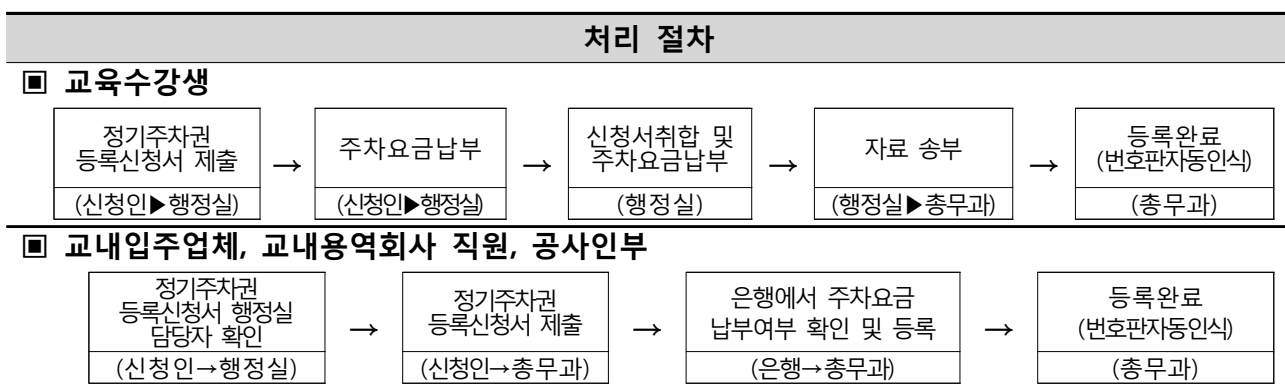 처리 절차
▣ 교육수강생
정기주차권
등록신청서 제출
(신청인▶행정실)
→
주차요금납부
(신청인▶행정실)
→
신청서취합 및
주차요금납부
(행정실)
→
자료 송부
(행정실▶총무과)
→
등록완료
(번호판자동인식)
(총무과)
▣ 교내입주업체, 교내용역회사 직원, 공사인부
정기주차권
등록신청서 행정실
담당자 확인
(신청인→행정실)
→
정기주차권
등록신청서 제출
(신청인→총무과)
→
은행에서 주차요금
납부여부 확인 및 등록
(은행→총무과)
→
등록완료
(번호판자동인식)
(총무과)